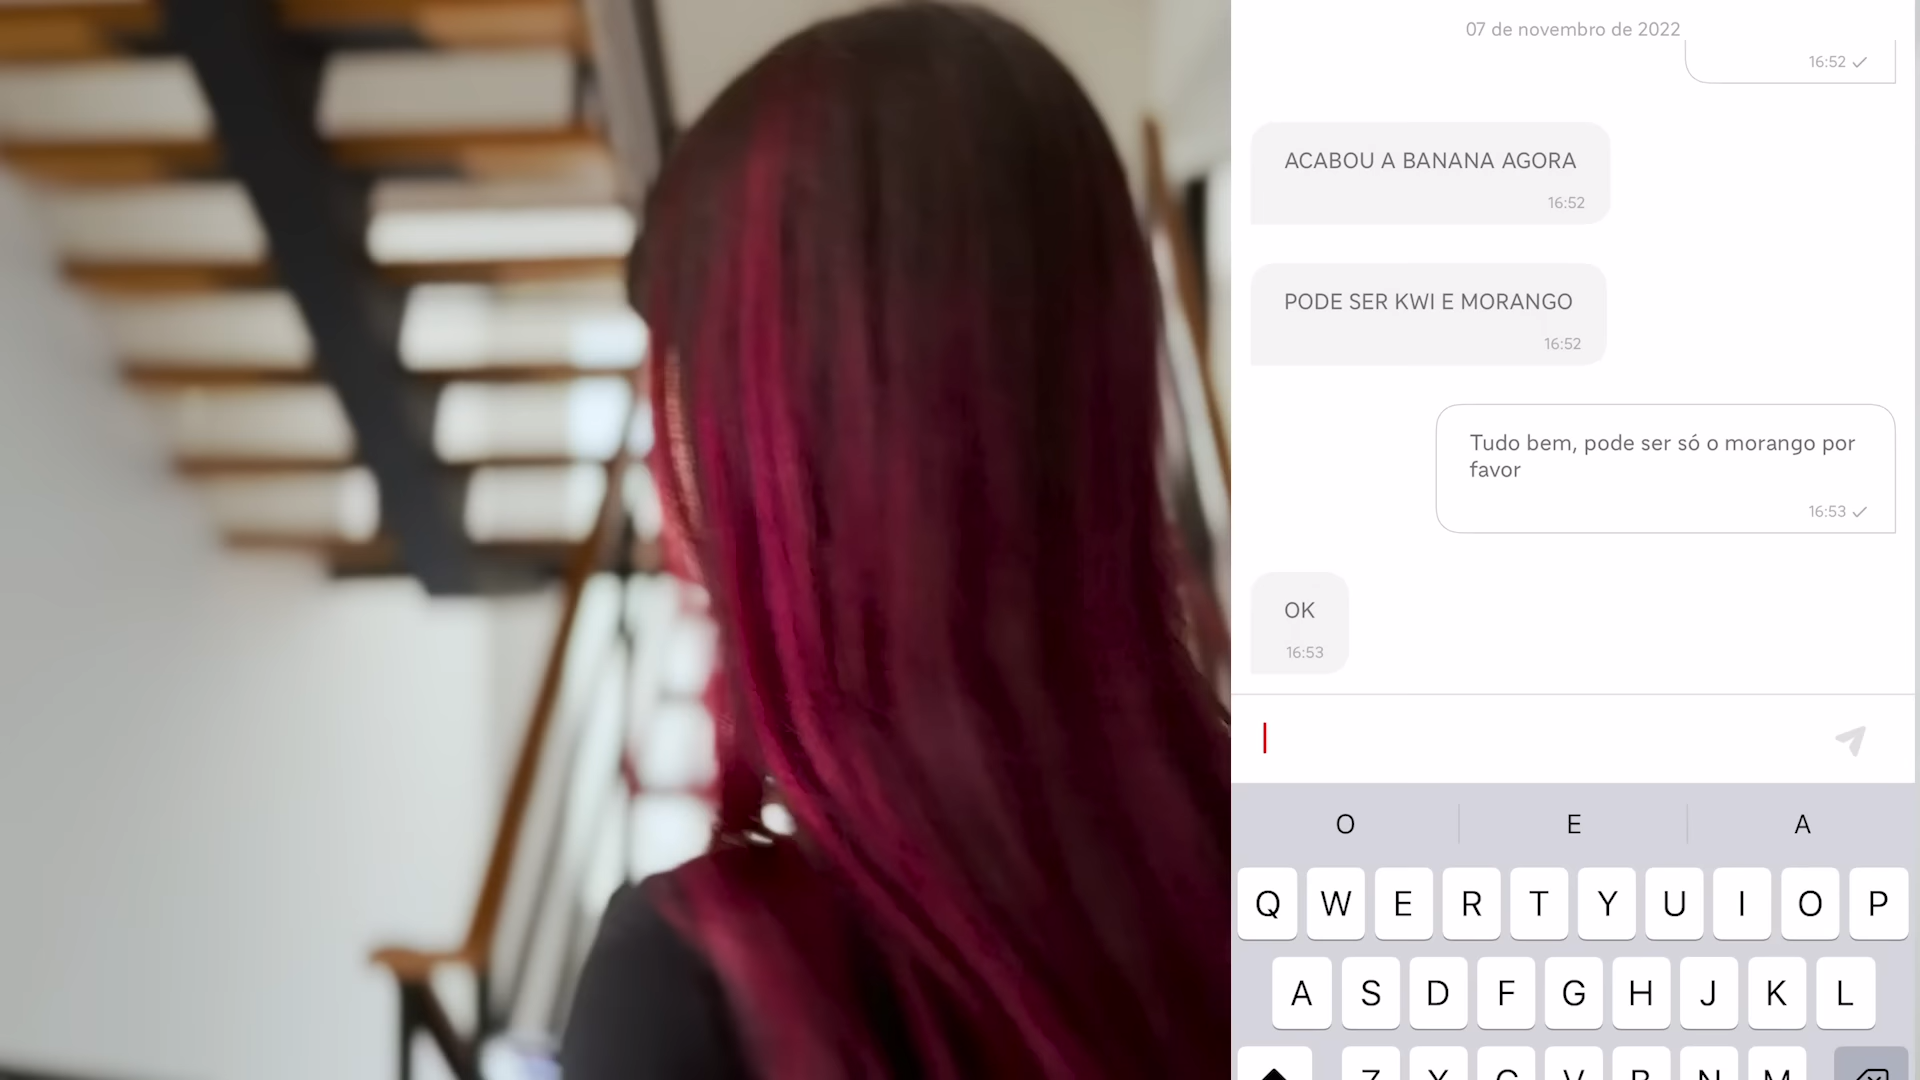 07 de novembro de 2022
16:52
ACABOU A BANANA AGORA
16:52
PODE SER KWI E MORANGO
16:52
Tudo bem, pode ser só o morango por
favor
16:53
OK
16:53
O E A
Q W E R T Y U I O P
A S D F G H J K L
Z X C V B N M